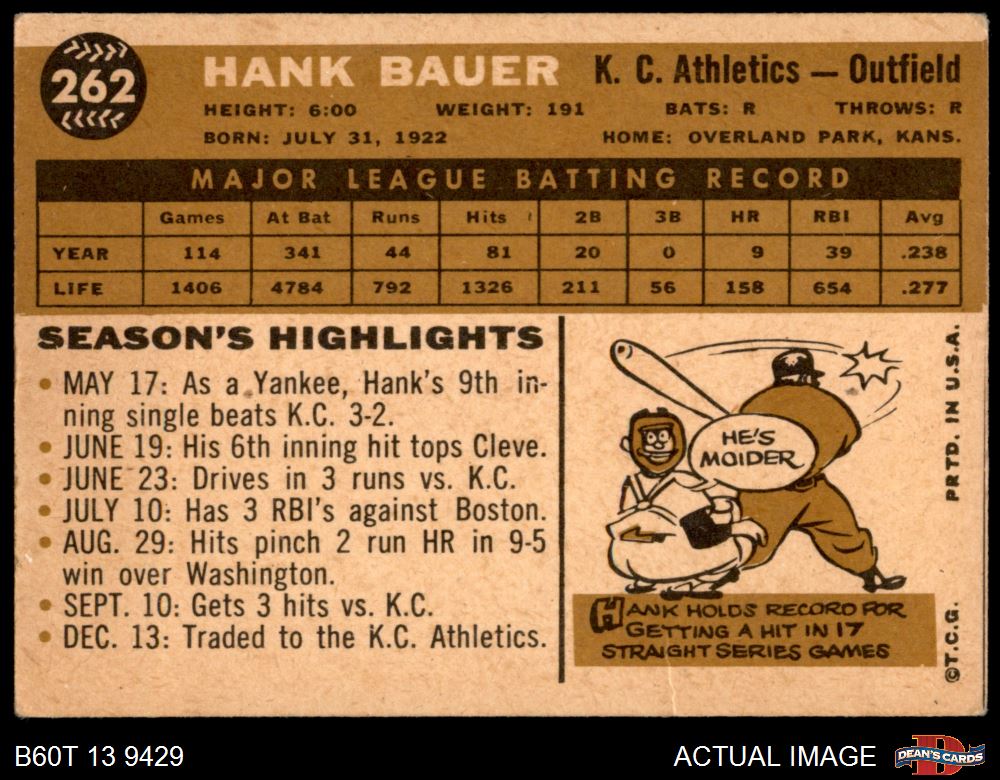 262
HANK BAUER K. C. Athletics — Outfield
HEIGHT: 6:00 WEIGHT: 191 BATS: R THROWS: R
BORN: JULY 31, 1922 HOME: OVERLAND PARK, KANS.
MAJOR LEAGUE BATTING RECORD
Games At Bat Runs Hits 2B 3B HR RBI Avg
YEAR 114 341 44 81 20 0 9 39 .238
LIFE 1406 4784 792 1326 211 56 158 654 .277
SEASON'S HIGHLIGHTS
• MAY 17: As a Yankee, Hank's 9th in-
ning single beats K.C. 3-2.
• JUNE 19: His 6th inning hit tops Cleve.
• JUNE 23: Drives in 3 runs vs. K.C.
• JULY 10: Has 3 RBI's against Boston.
• AUG. 29: Hits pinch 2 run HR in 9-5
win over Washington.
• SEPT. 10: Gets 3 hits vs. K.C.
• DEC. 13: Traded to the K.C. Athletics.
HE'S
MOIDER
HANK HOLDS RECORD FOR
GETTING A HIT IN 17
STRAIGHT SERIES GAMES
©T.C.G. PRTD. IN U.S.A.
B60T 13 9429 ACTUAL IMAGE
D
DEAN'S CARDS